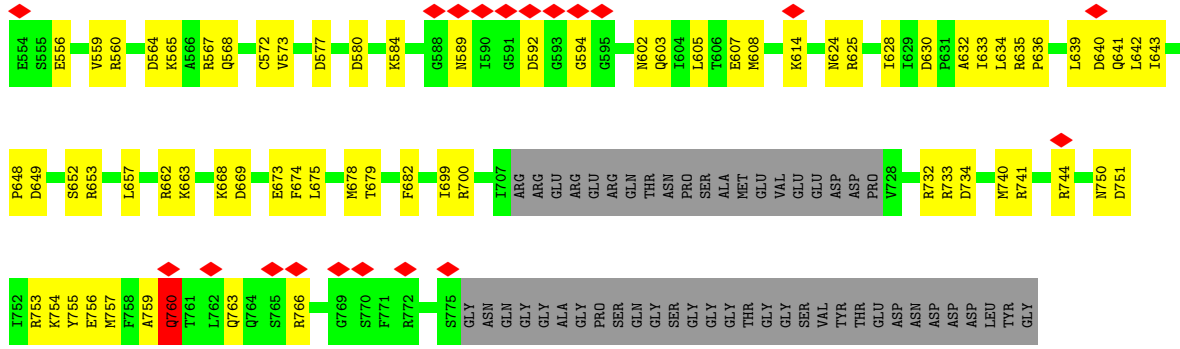 E554 S555 E556 V559 R560 D564 K565 A566 R567 Q568 C572 V573 D577 D580 K584 G588 N589 I590 G591 D592 G593 G594 G595 N602 Q603 I604 L605 T606 E607 M608 K614 N624 R625 I628 I629 D630 P631 A632 I633 L634 R635 P636 L639 D640 Q641 L642 I643
P648 D649 S652 R653 L657 R662 K663 K668 D669 E673 F674 L675 M678 T679 F682 I699 R700 I707 ARG ARG GLU ARG GLU ARG GLN THR ASN PRO SER ALA MET GLU VAL GLU GLU ASP ASP PRO V728 R732 R733 D734 M740 R741 R744 N750 D751
I752 R753 K754 Y755 E756 M757 F758 A759 Q760 T761 L762 Q763 Q764 S765 R766 G769 S770 F771 R772 S775 GLY ASN GLN GLY GLY ALA GLY PRO SER GLN GLY SER GLY GLY GLY GLY THR GLY GLY SER VAL TYR THR GLU ASP ASN ASP ASP ASP LEU TYR GLY